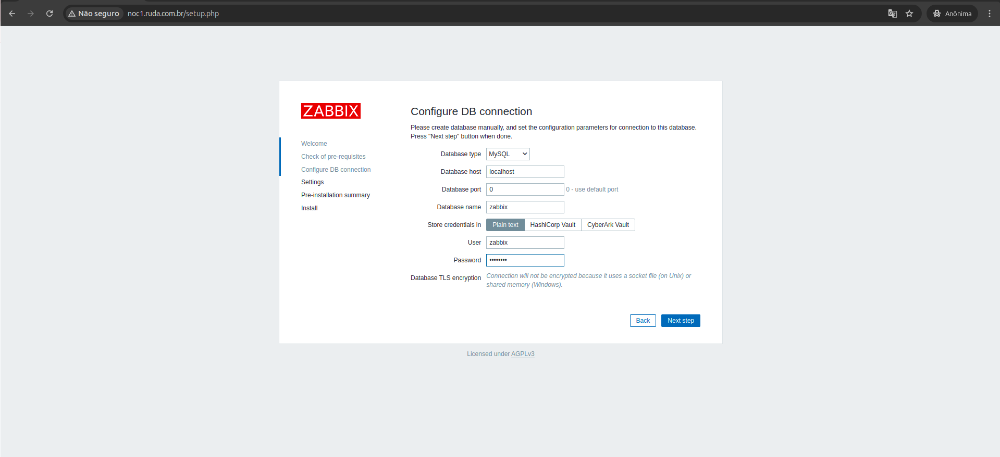 Não seguro
noc1.ruda.com.br/setup.php
Anônima
ZABBIX
Welcome
Check of pre-requisites
Configure DB connection
Settings
Pre-installation summary
Install
Configure DB connection
Please create database manually, and set the configuration parameters for connection to this database.
Press "Next step" button when done.
Database type MySQL
Database host localhost
Database port 0 0 - use default port
Database name zabbix
Store credentials in Plain text HashiCorp Vault CyberArk Vault
User zabbix
Password ••••••••
Database TLS encryption Connection will not be encrypted because it uses a socket file (on Unix) or
shared memory (Windows).
Back Next step
Licensed under AGPLv3